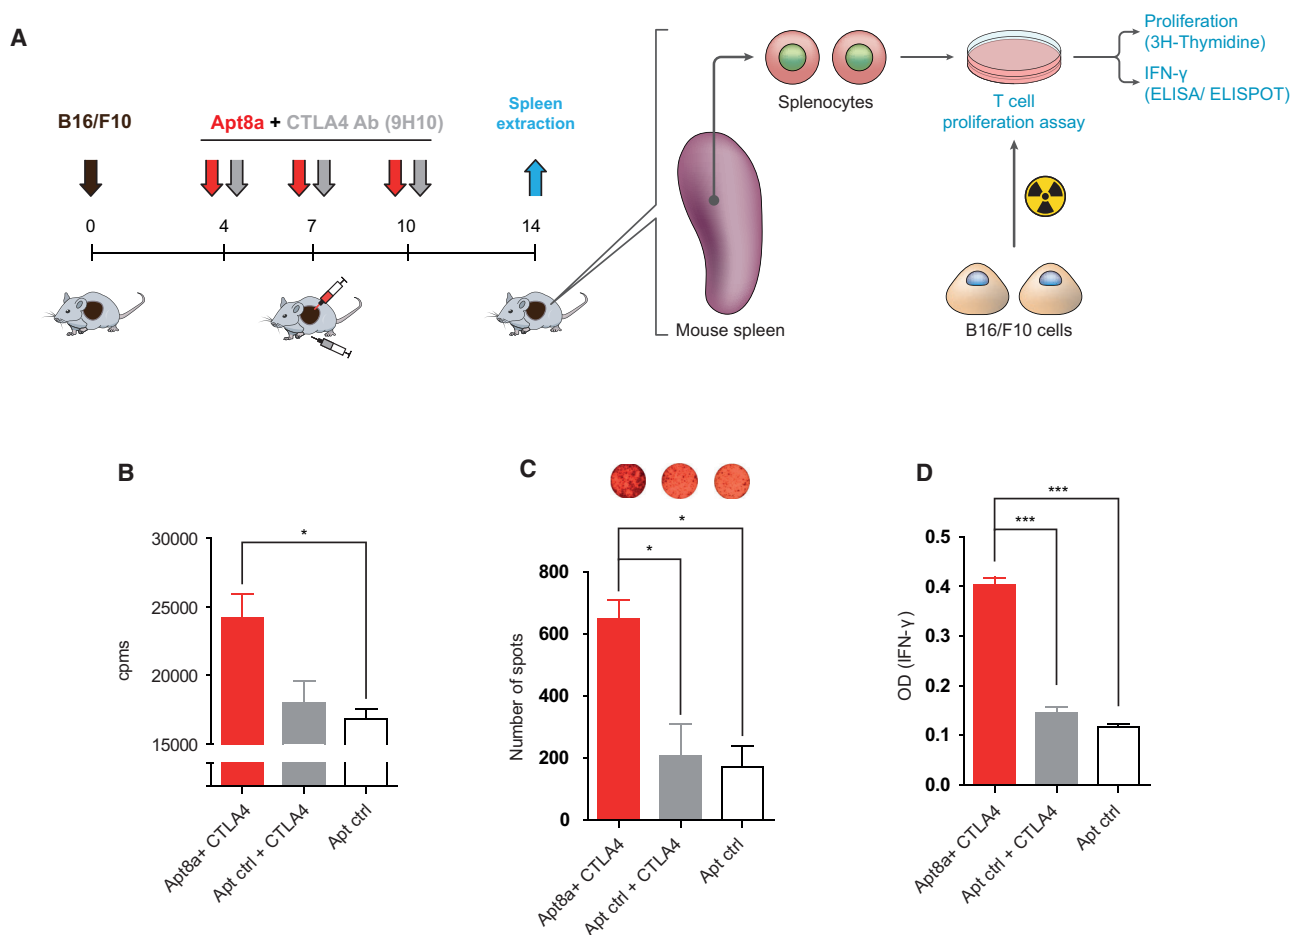 A
B16/F10
Apt8a + CTLA4 Ab (9H10)
Spleen
extraction
0
4
7
10
14
Mouse spleen
Splenocytes
T cell
proliferation assay
Proliferation
(3H-Thymidine)
IFN-γ
(ELISA/ ELISPOT)
B16/F10 cells
B
*
30000
25000
20000
15000
cpms
Apt8a+ CTLA4
Apt ctrl + CTLA4
Apt ctrl
C
*
*
800
600
400
200
0
Number of spots
Apt8a+ CTLA4
Apt ctrl + CTLA4
Apt ctrl
D
***
***
0.5
0.4
0.3
0.2
0.1
0.0
OD (IFN-γ)
Apt8a+ CTLA4
Apt ctrl + CTLA4
Apt ctrl